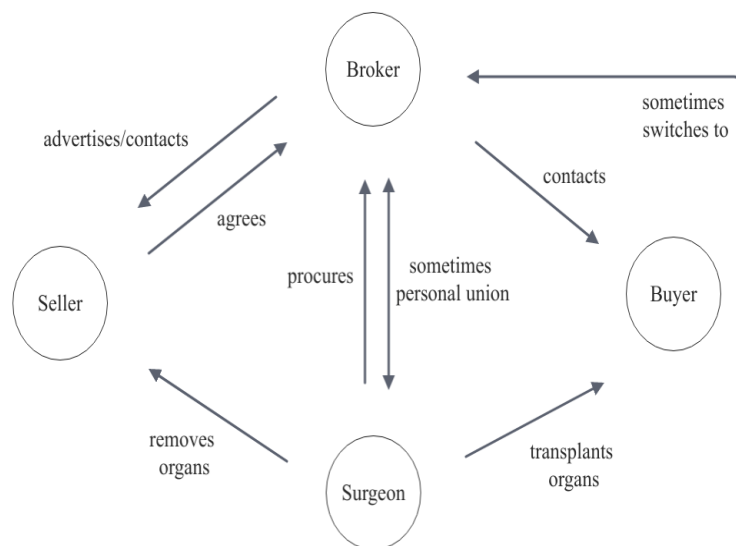 Broker
sometimes
switches to
advertises/contacts
contacts
agrees
procures
sometimes
personal union
Seller
Buyer
removes
organs
transplants
organs
Surgeon